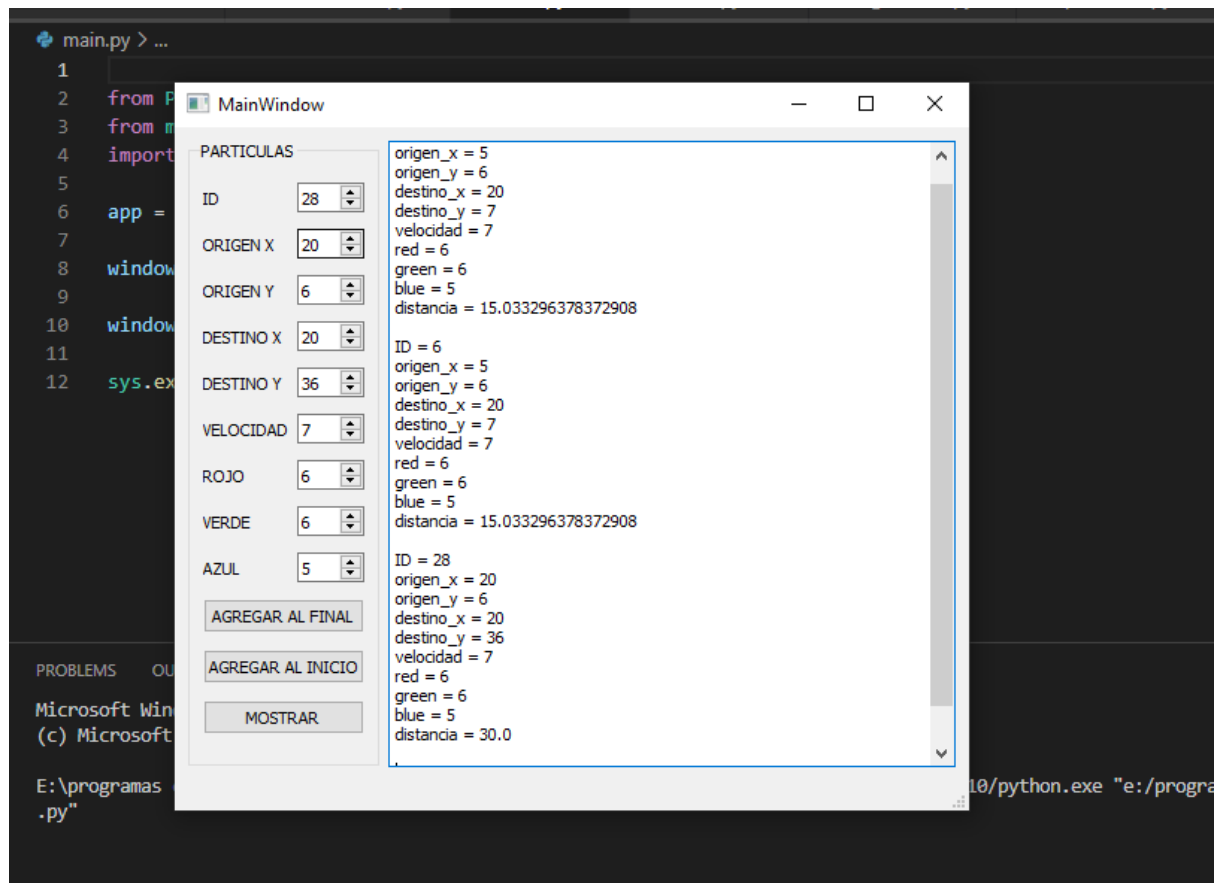 main.py > ...
1
2 from P
3 from m
4 import
5
6 app =
7
8 window
9
10 window
11
12 sys.ex
MainWindow
PARTICULAS
ID 28
ORIGEN X 20
ORIGEN Y 6
DESTINO X 20
DESTINO Y 36
VELOCIDAD 7
ROJO 6
VERDE 6
AZUL 5
AGREGAR AL FINAL
AGREGAR AL INICIO
MOSTRAR
origen_x = 5
origen_y = 6
destino_x = 20
destino_y = 7
velocidad = 7
red = 6
green = 6
blue = 5
distancia = 15.033296378372908
ID = 6
origen_x = 5
origen_y = 6
destino_x = 20
destino_y = 7
velocidad = 7
red = 6
green = 6
blue = 5
distancia = 15.033296378372908
ID = 28
origen_x = 20
origen_y = 6
destino_x = 20
destino_y = 36
velocidad = 7
red = 6
green = 6
blue = 5
distancia = 30.0
PROBLEMS OU
Microsoft Win
(c) Microsoft
E:\programas 10/python.exe "e:/progra
.py"